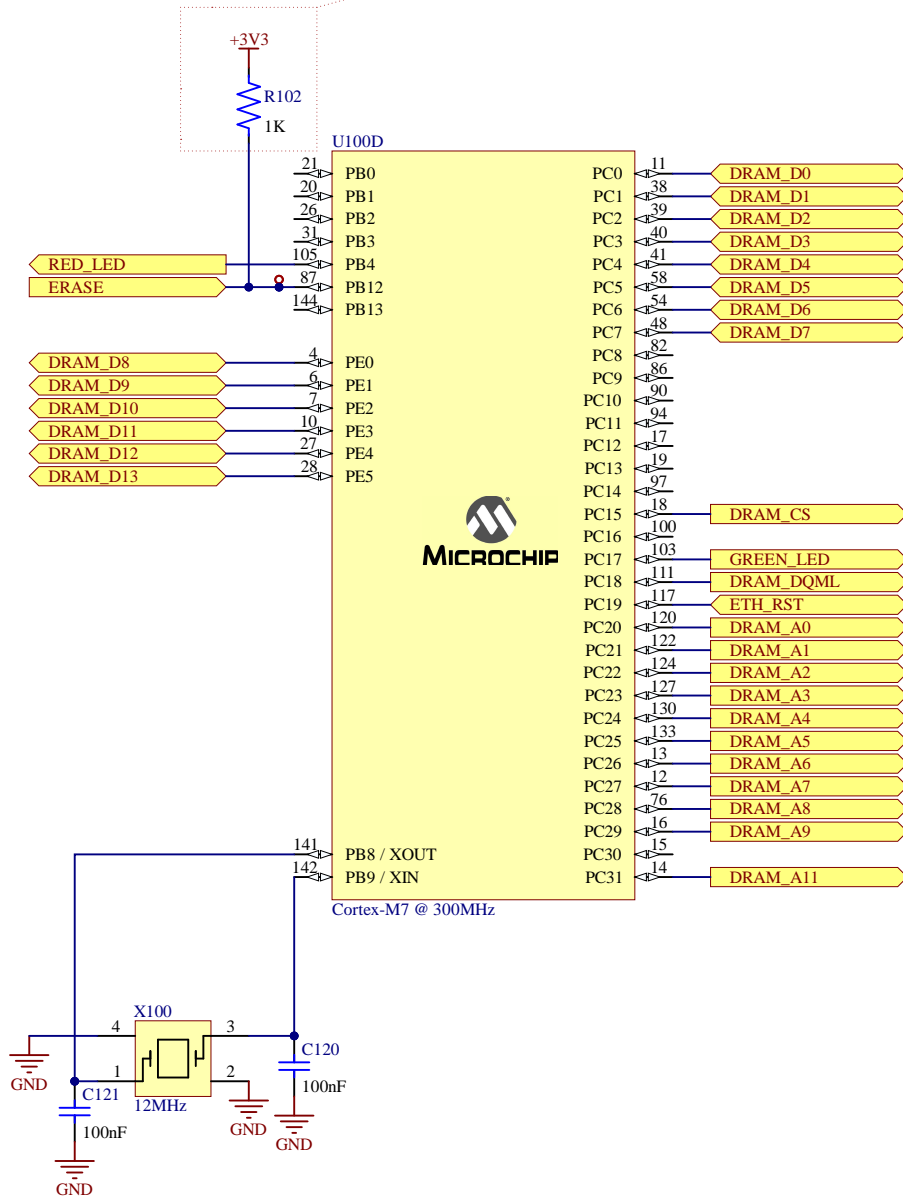 +3V3
R102
1K
U100D
21 PB0
20 PB1
26 PB2
31 PB3
RED_LED 105 PB4
ERASE 87 PB12
144 PB13
DRAM_D8 4 PE0
DRAM_D9 6 PE1
DRAM_D10 7 PE2
DRAM_D11 10 PE3
DRAM_D12 27 PE4
DRAM_D13 28 PE5
PC0 11 DRAM_D0
PC1 38 DRAM_D1
PC2 39 DRAM_D2
PC3 40 DRAM_D3
PC4 41 DRAM_D4
PC5 58 DRAM_D5
PC6 54 DRAM_D6
PC7 48 DRAM_D7
PC8 82
PC9 86
PC10 90
PC11 94
PC12 17
PC13 19
PC14 97
PC15 18 DRAM_CS
PC16 100
PC17 103 GREEN_LED
PC18 111 DRAM_DQML
PC19 117 ETH_RST
PC20 120 DRAM_A0
PC21 122 DRAM_A1
PC22 124 DRAM_A2
PC23 127 DRAM_A3
PC24 130 DRAM_A4
PC25 133 DRAM_A5
PC26 13 DRAM_A6
PC27 12 DRAM_A7
PC28 76 DRAM_A8
PC29 16 DRAM_A9
PC30 15
PC31 14 DRAM_A11
MICROCHIP
141 PB8 / XOUT
142 PB9 / XIN
Cortex-M7 @ 300MHz
X100
4 3
1 2
12MHz
GND
C121
100nF
GND
GND
C120
100nF
GND